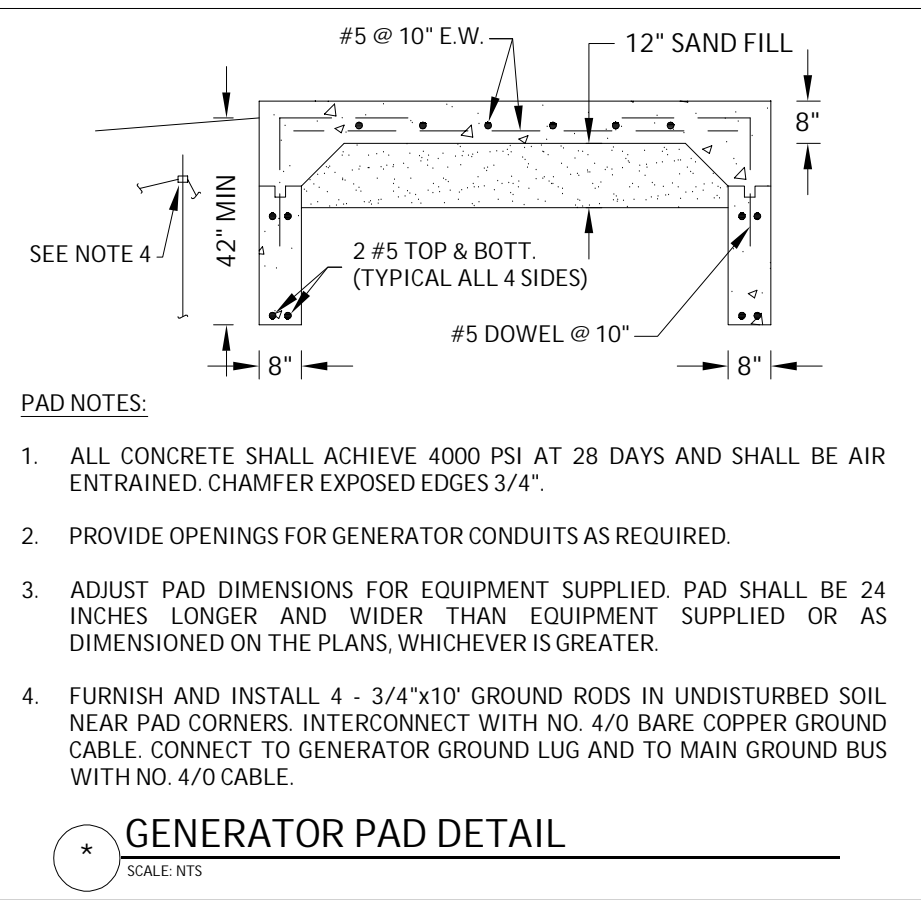 #5 @ 10" E.W.
12" SAND FILL
8"
42" MIN
SEE NOTE 4
2 #5 TOP & BOTT.
(TYPICAL ALL 4 SIDES)
#5 DOWEL @ 10"
8"
8"
PAD NOTES:
1. ALL CONCRETE SHALL ACHIEVE 4000 PSI AT 28 DAYS AND SHALL BE AIR
ENTRAINED. CHAMFER EXPOSED EDGES 3/4".
2. PROVIDE OPENINGS FOR GENERATOR CONDUITS AS REQUIRED.
3. ADJUST PAD DIMENSIONS FOR EQUIPMENT SUPPLIED. PAD SHALL BE 24
INCHES LONGER AND WIDER THAN EQUIPMENT SUPPLIED OR AS
DIMENSIONED ON THE PLANS, WHICHEVER IS GREATER.
4. FURNISH AND INSTALL 4 - 3/4"x10' GROUND RODS IN UNDISTURBED SOIL
NEAR PAD CORNERS. INTERCONNECT WITH NO. 4/0 BARE COPPER GROUND
CABLE. CONNECT TO GENERATOR GROUND LUG AND TO MAIN GROUND BUS
WITH NO. 4/0 CABLE.
* GENERATOR PAD DETAIL
SCALE: NTS